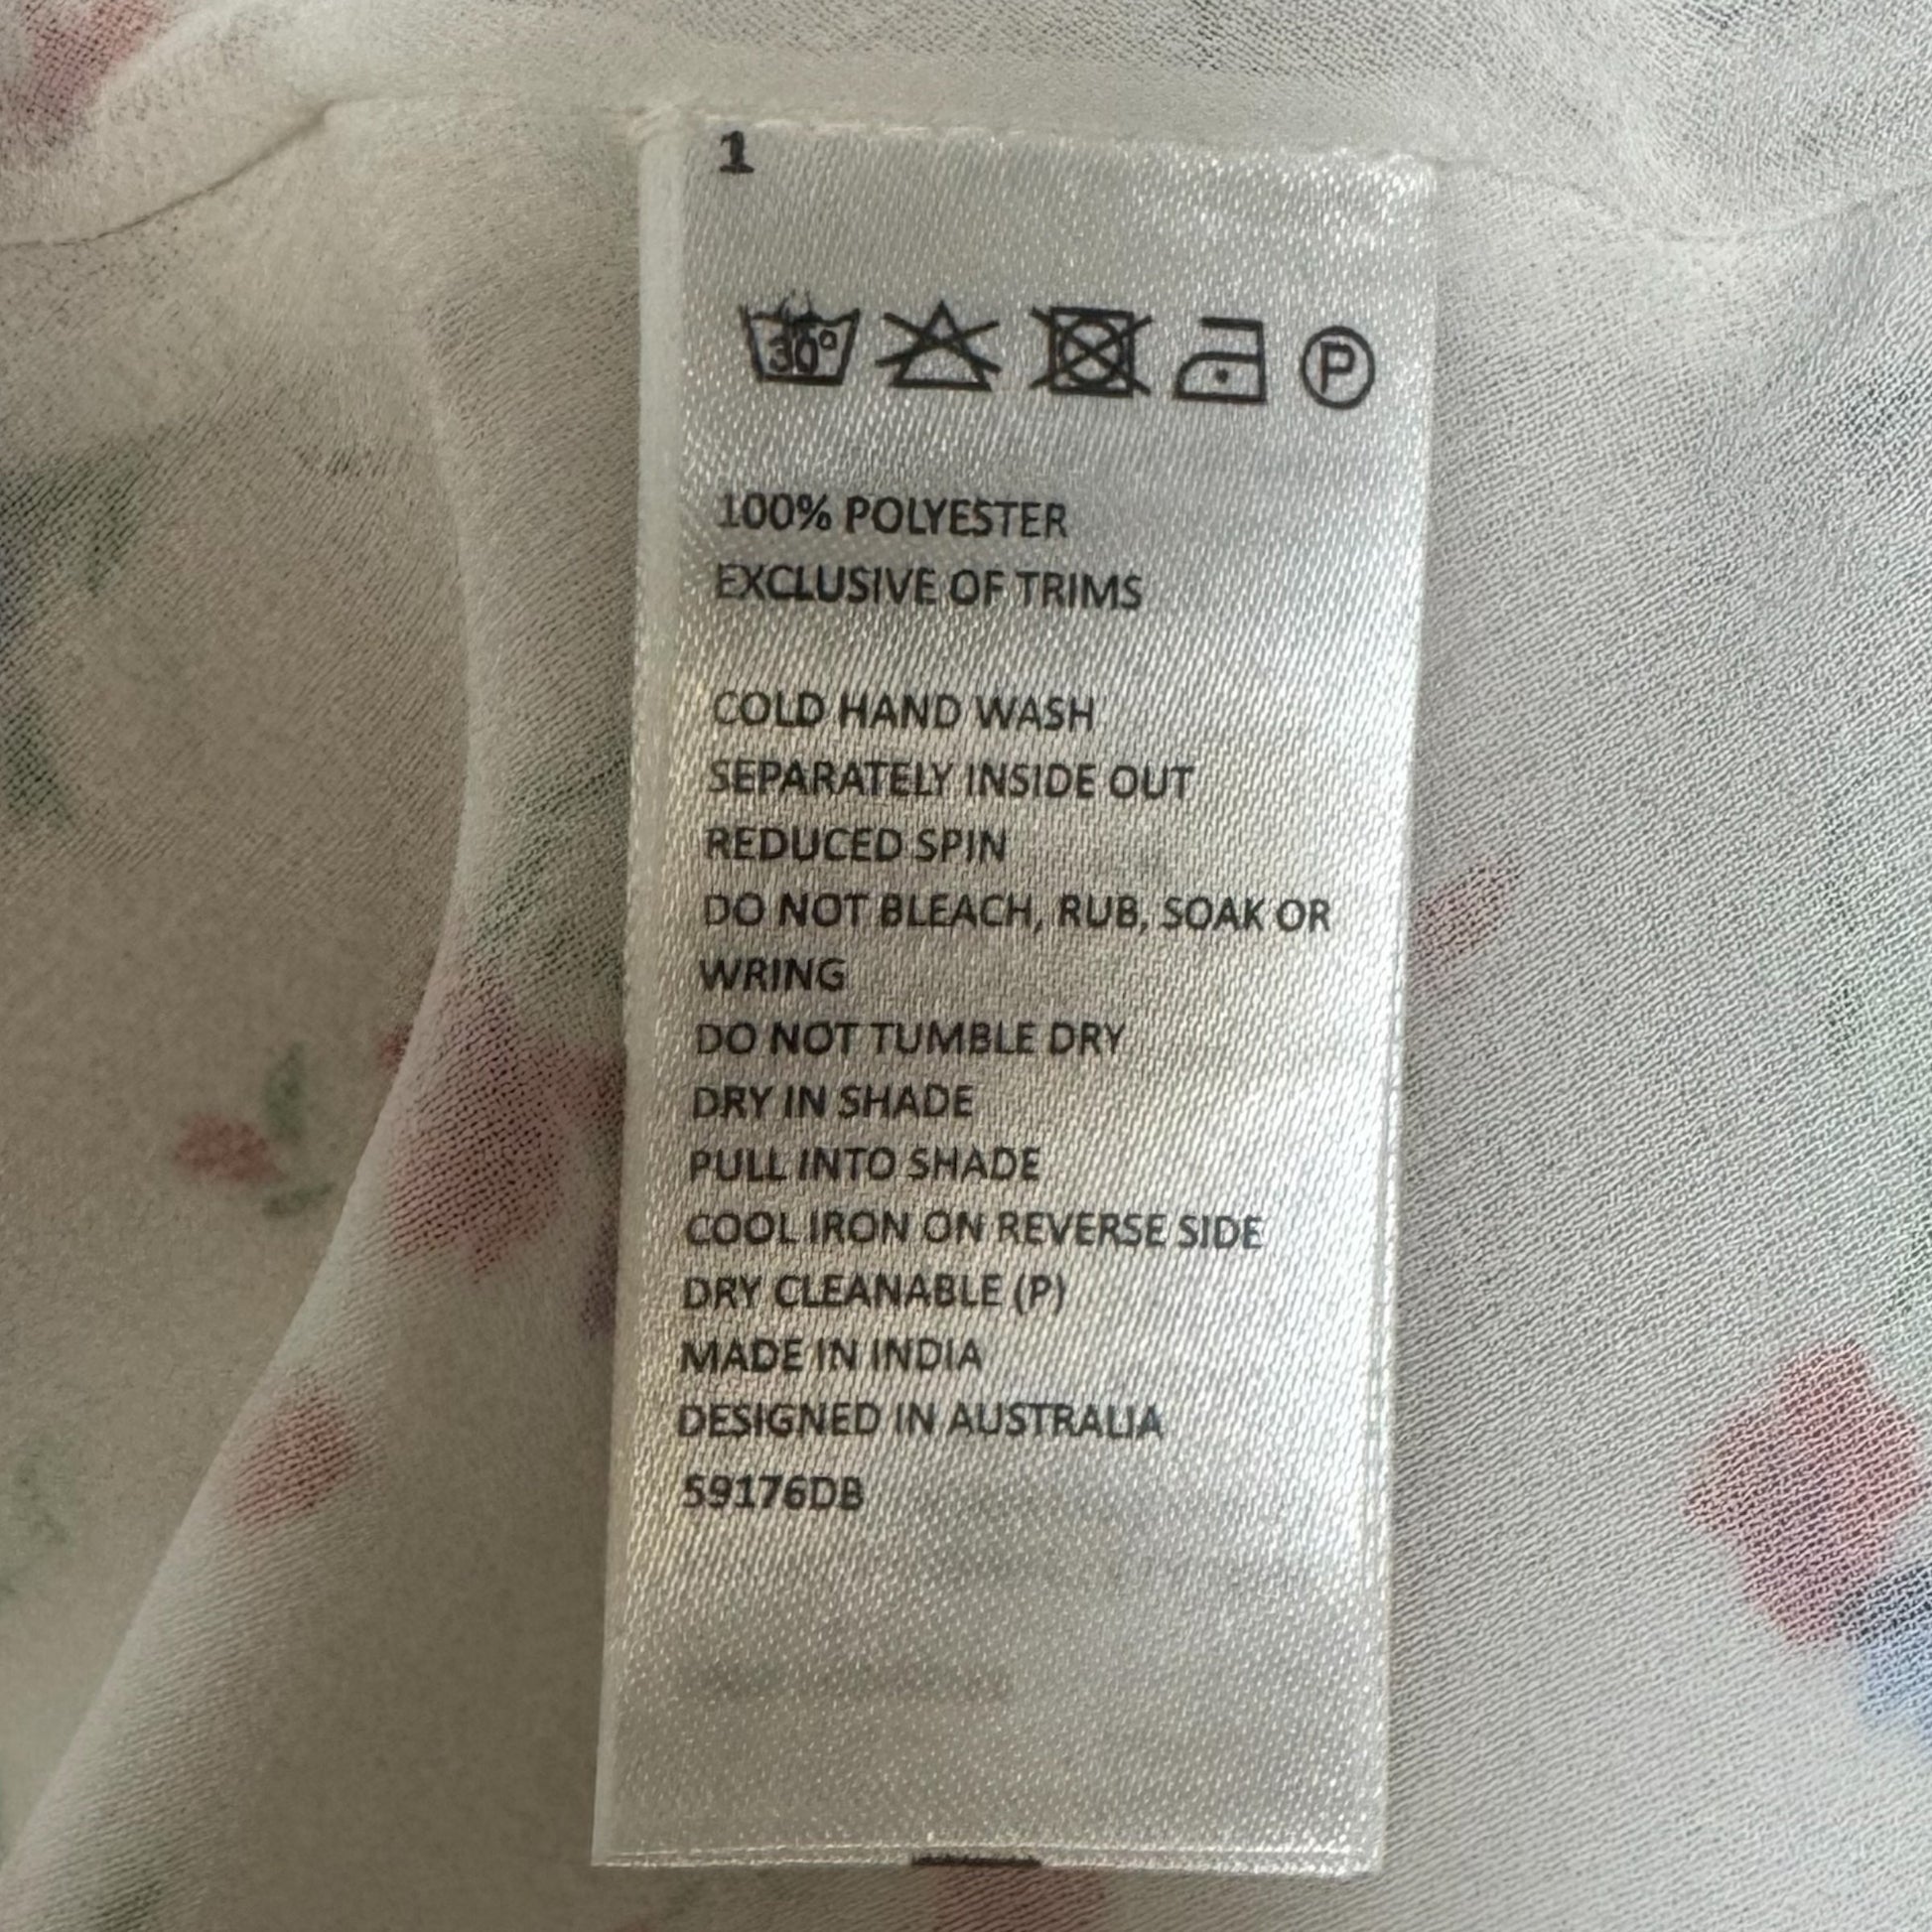 1
30°
P
100% POLYESTER
EXCLUSIVE OF TRIMS
COLD HAND WASH
SEPARATELY INSIDE OUT
REDUCED SPIN
DO NOT BLEACH, RUB, SOAK OR
WRING
DO NOT TUMBLE DRY
DRY IN SHADE
PULL INTO SHADE
COOL IRON ON REVERSE SIDE
DRY CLEANABLE (P)
MADE IN INDIA
DESIGNED IN AUSTRALIA
59176DB